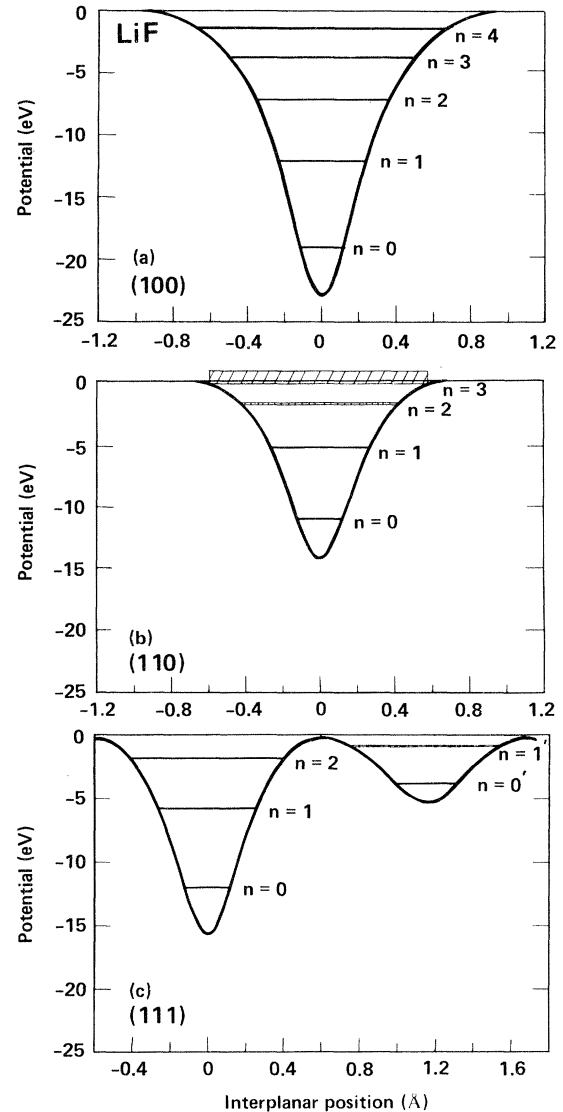 LiF
0
-5
-10
-15
-20
-25
Potential (eV)
n = 4
n = 3
n = 2
n = 1
n = 0
(a)
(100)
-1.2 -0.8 -0.4 0 0.4 0.8 1.2
0
-5
-10
-15
-20
-25
Potential (eV)
n = 3
n = 2
n = 1
n = 0
(b)
(110)
-1.2 -0.8 -0.4 0 0.4 0.8 1.2
0
-5
-10
-15
-20
-25
Potential (eV)
n = 2
n = 1
n = 0
n = 1′
n = 0′
(c)
(111)
-0.4 0 0.4 0.8 1.2 1.6
Interplanar position (Å)